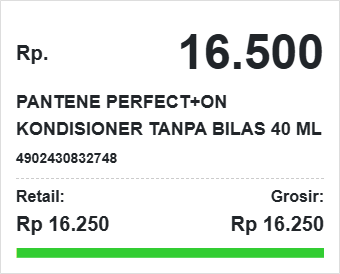 Rp. 16.500
PANTENE PERFECT+ON
KONDISIONER TANPA BILAS 40 ML
4902430832748
Retail: Grosir:
Rp 16.250 Rp 16.250